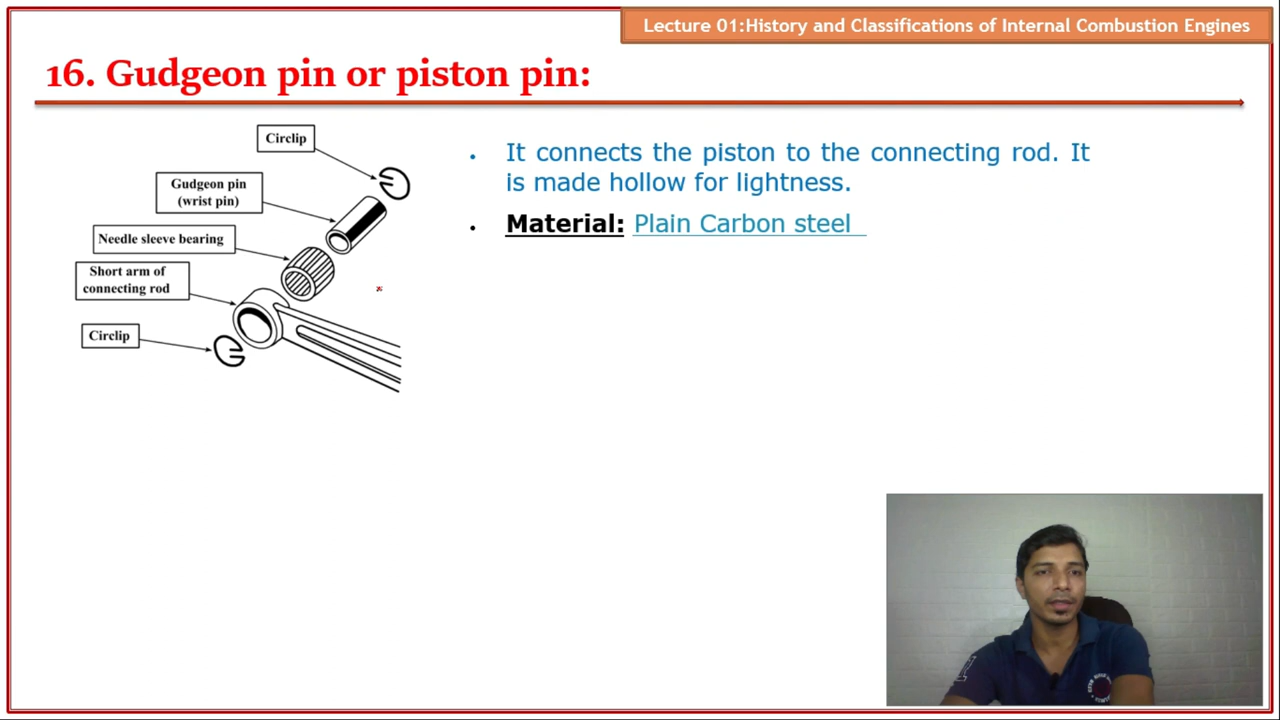 Lecture 01:History and Classifications of Internal Combustion Engines
16. Gudgeon pin or piston pin:
Circlip
Gudgeon pin
(wrist pin)
Needle sleeve bearing
Short arm of
connecting rod
Circlip
• It connects the piston to the connecting rod. It
is made hollow for lightness.
• Material: Plain Carbon steel